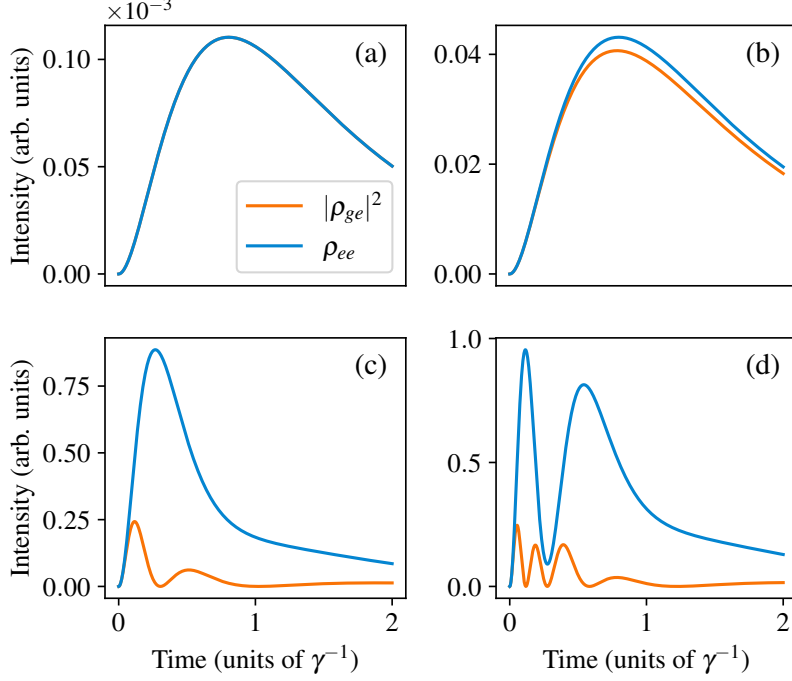 ×10⁻³
(a)
(b)
Intensity (arb. units)
0.10
0.05
0.00
|ρ_ge|²
ρ_ee
0.04
0.02
0.00
(c)
(d)
Intensity (arb. units)
0.75
0.50
0.25
0.00
1.0
0.5
0.0
0
1
2
0
1
2
Time (units of γ⁻¹)
Time (units of γ⁻¹)